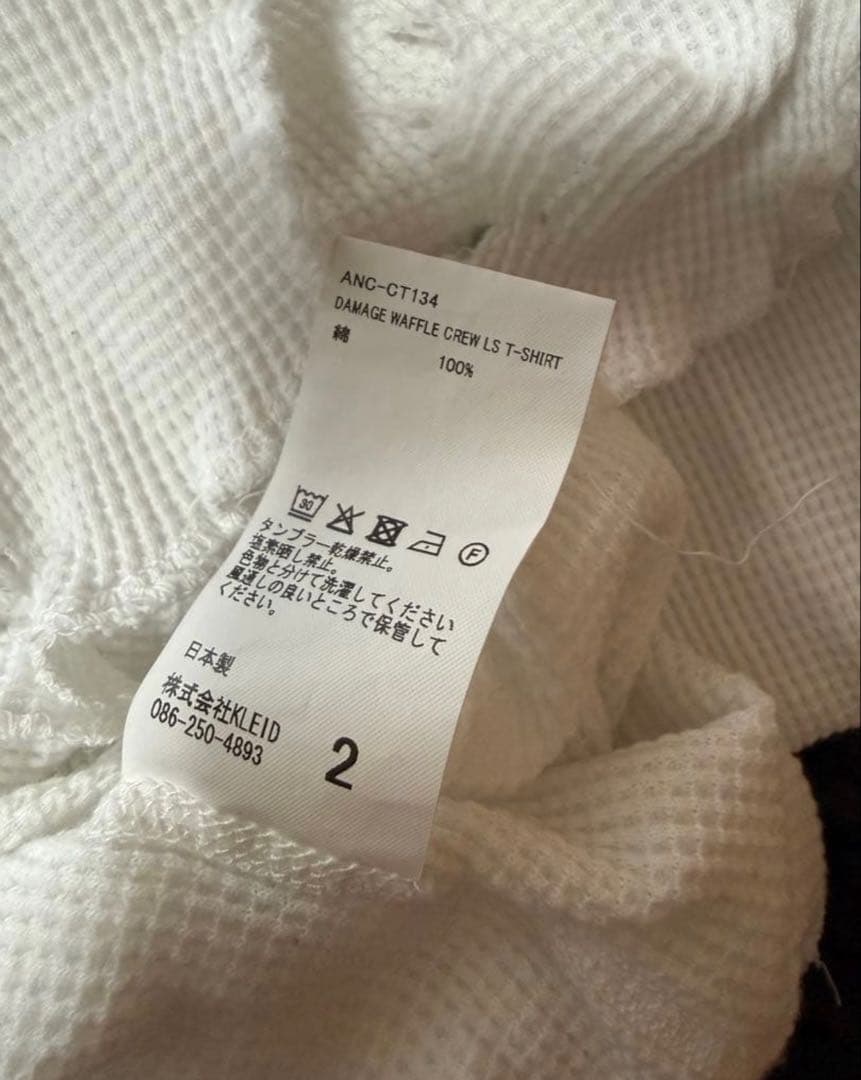 ANC-CT134
DAMAGE WAFFLE CREW LS T-SHIRT
綿 100%
30 F
タンブラー乾燥禁止。
塩素晒し禁止。
色物と分けて洗濯してください
風通しの良いところで保管して
ください。
日本製
株式会社KLEID
086-250-4893
2